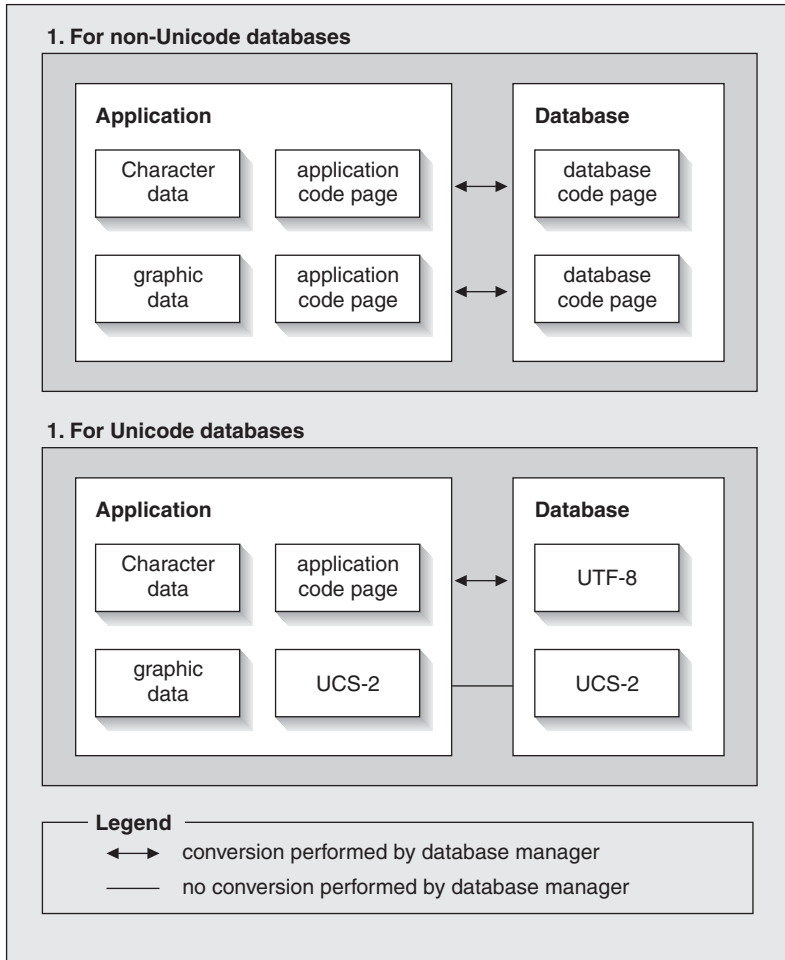 1. For non-Unicode databases
Application
Database
Character
data
application
code page
database
code page
graphic
data
application
code page
database
code page
1. For Unicode databases
Application
Database
Character
data
application
code page
UTF-8
graphic
data
UCS-2
UCS-2
Legend
conversion performed by database manager
no conversion performed by database manager